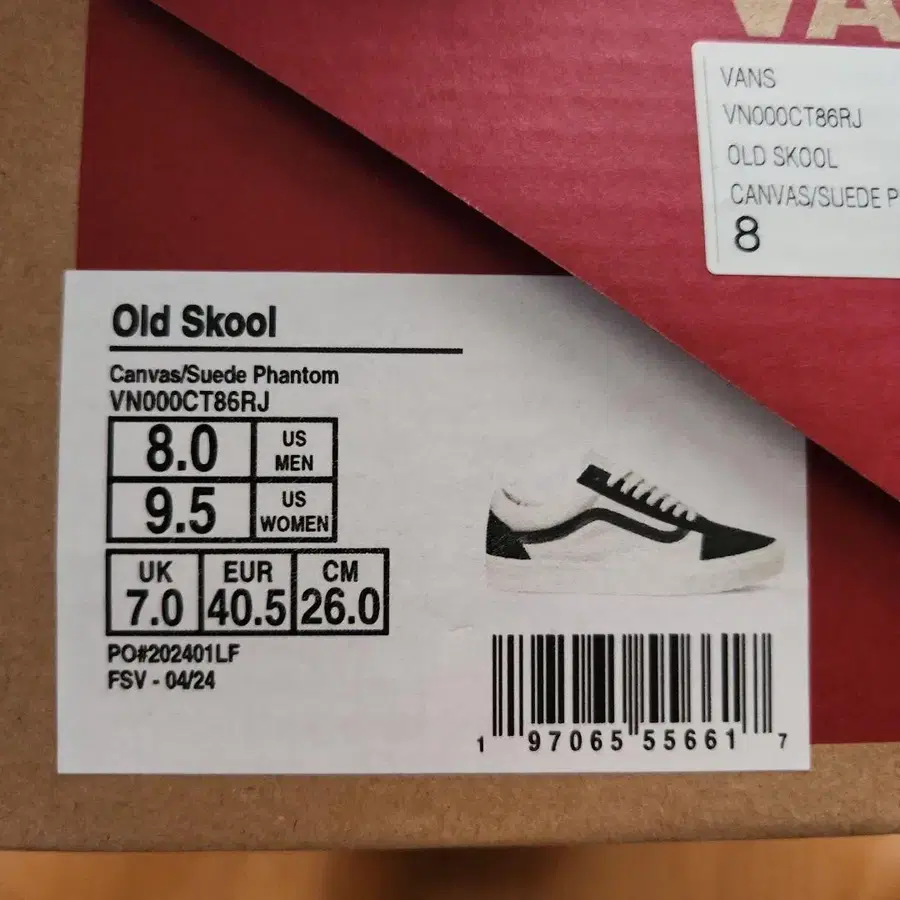 VA
VANS
VN000CT86RJ
OLD SKOOL
CANVAS/SUEDE P
8
Old Skool
Canvas/Suede Phantom
VN000CT86RJ
8.0 US MEN
9.5 US WOMEN
UK EUR CM
7.0 40.5 26.0
PO#202401LF
FSV - 04/24
1 97065 55661 7